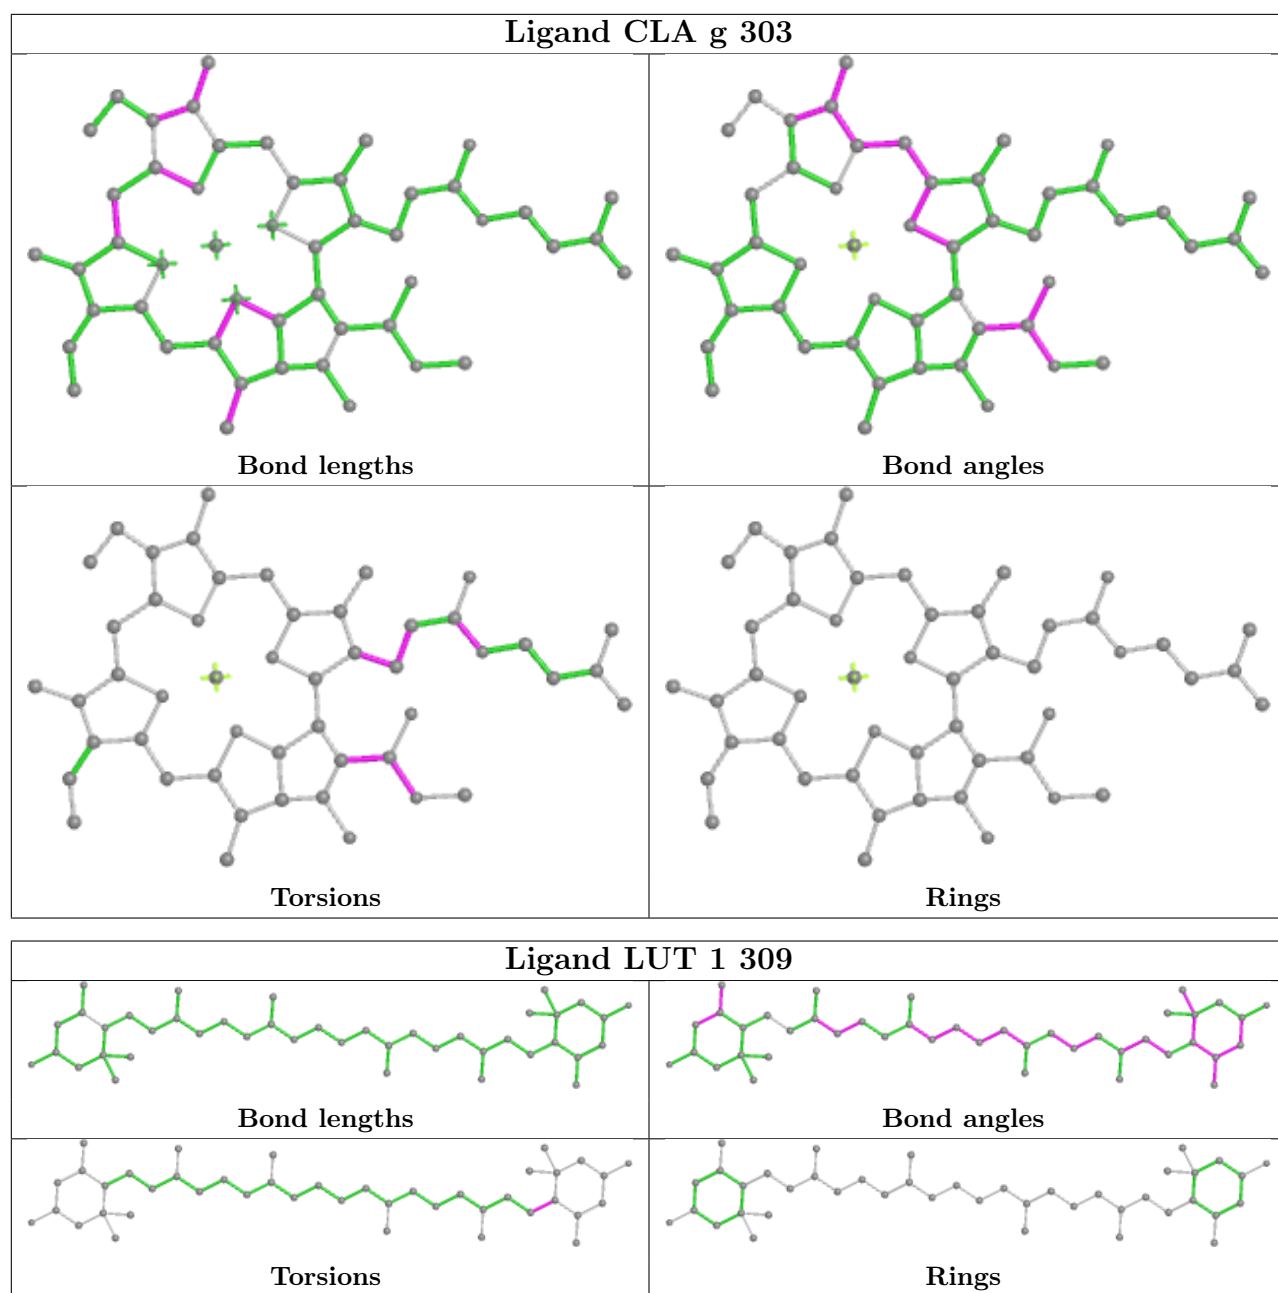 Ligand CLA g 303
Bond lengths
Bond angles
Torsions
Rings
Ligand LUT 1 309
Bond lengths
Bond angles
Torsions
Rings